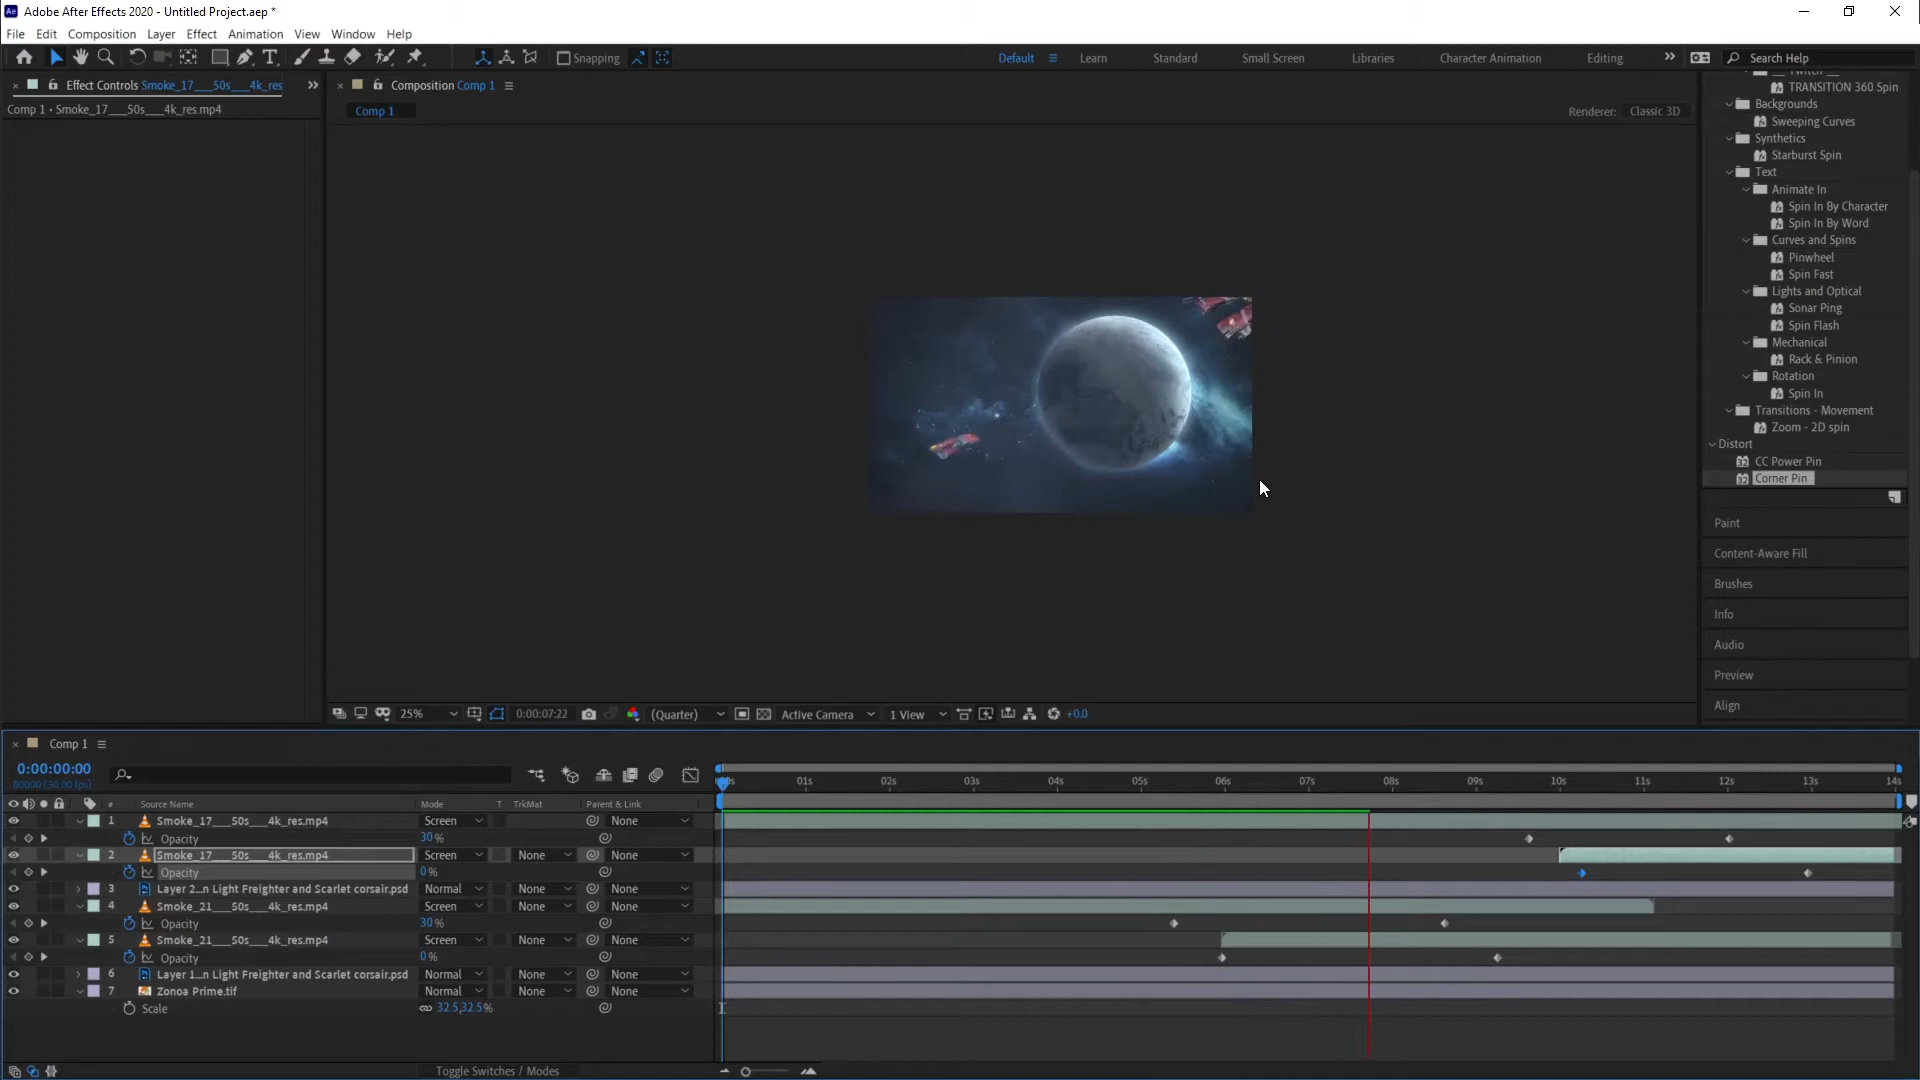 Adobe After Effects 2020 - Untitled Project.aep *
File Edit Composition Layer Effect Animation View Window Help
Snapping
Default Learn Standard Small Screen Libraries Character Animation Editing Search Help
Effect Controls Smoke_17___50s___4k_res
Comp 1 • Smoke_17___50s___4k_res.mp4
Composition Comp 1
Comp 1
Renderer: Classic 3D
TRANSITION 360 Spin
Backgrounds
Sweeping Curves
Synthetics
Starburst Spin
Text
Animate In
Spin In By Character
Spin In By Word
Curves and Spins
Pinwheel
Spin Fast
Lights and Optical
Sonar Ping
Spin Flash
Mechanical
Rack & Pinion
Rotation
Spin In
Transitions - Movement
Zoom - 2D spin
Distort
CC Power Pin
Corner Pin
Paint
Content-Aware Fill
Brushes
Info
Audio
Preview
Align
25% 0:00:07:22 (Quarter) Active Camera 1 View +0.0
Comp 1
0:00:00:00
00000 (30.00 fps)
01s 02s 03s 04s 05s 06s 07s 08s 09s 10s 11s 12s 13s 14s
# Source Name Mode T TrkMat Parent & Link
1 Smoke_17___50s___4k_res.mp4 Screen None
Opacity 30 %
2 Smoke_17___50s___4k_res.mp4 Screen None None
Opacity 0 %
3 Layer 2...n Light Freighter and Scarlet corsair.psd Normal None None
4 Smoke_21___50s___4k_res.mp4 Screen None None
Opacity 30 %
5 Smoke_21___50s___4k_res.mp4 Screen None None
Opacity 0 %
6 Layer 1...n Light Freighter and Scarlet corsair.psd Normal None None
7 Zonoa Prime.tif Normal None None
Scale 32.5,32.5 %
Toggle Switches / Modes